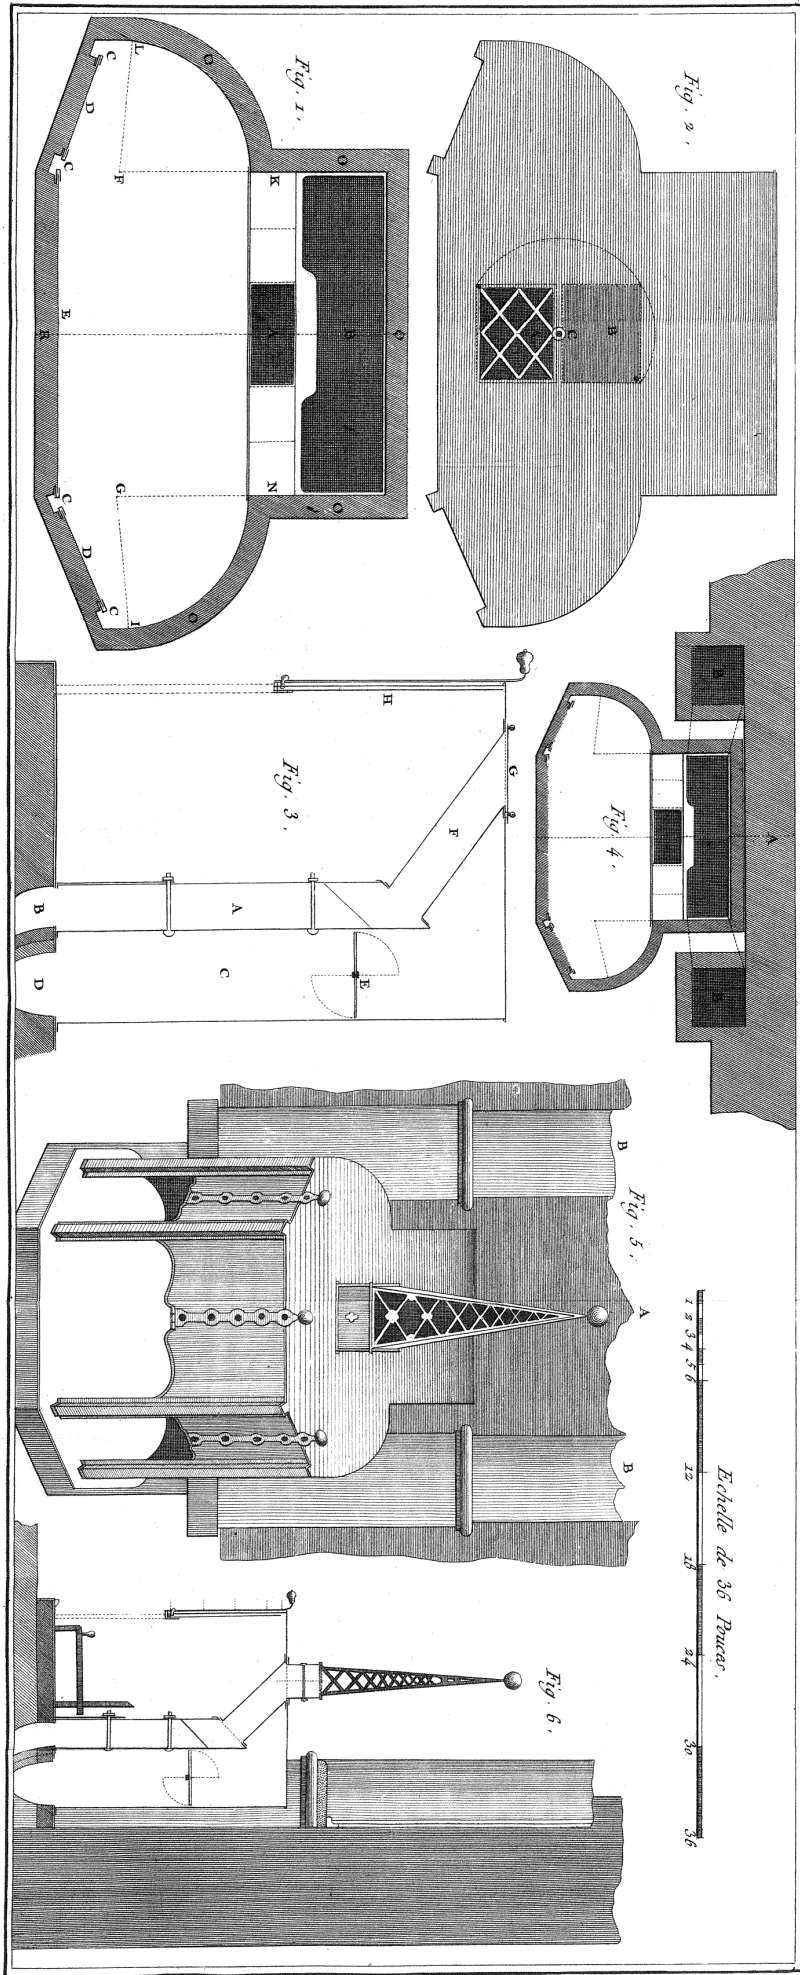 Fig. 1.
O
O
B
O
K
A
N
O
O
F
G
L
I
C
C
C
C
D
E
D
R
Fig. 2.
B
C
A
Fig. 3.
G
H
F
E
A
C
B
D
Fig. 4.
A
B
B
Fig. 5.
A
B
B
Fig. 6.
Echelle de 36 Pouces.
1 2 3 4 5 6 12 18 24 30 36